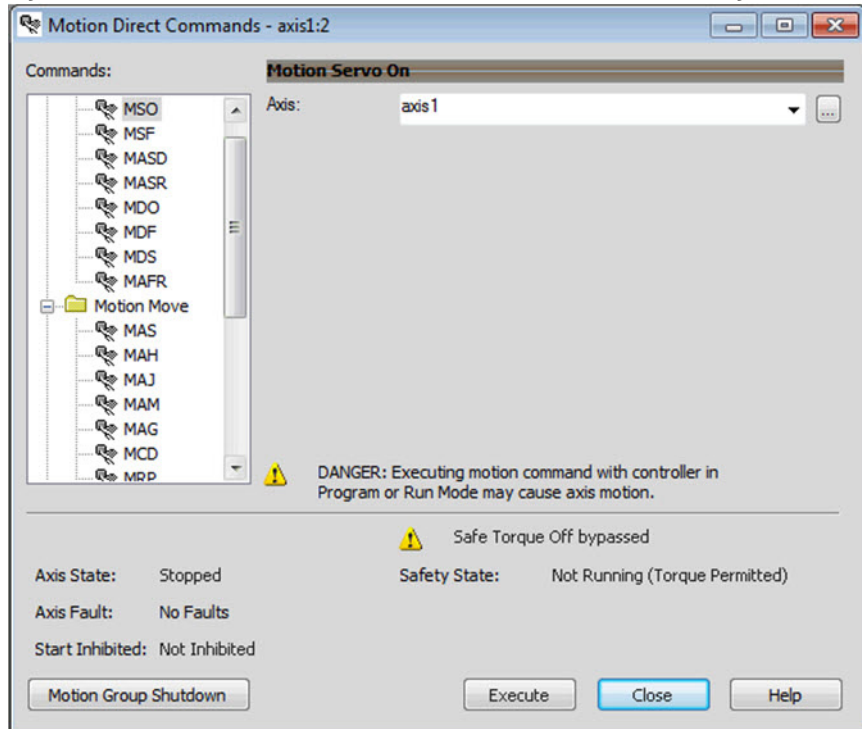 Motion Direct Commands - axis1:2
Commands:
Motion Servo On
MSO
MSF
MASD
MASR
MDO
MDF
MDS
MAFR
Motion Move
MAS
MAH
MAJ
MAM
MAG
MCD
MRP
Axis:
axis1
...
DANGER: Executing motion command with controller in
Program or Run Mode may cause axis motion.
Safe Torque Off bypassed
Axis State: Stopped
Safety State: Not Running (Torque Permitted)
Axis Fault: No Faults
Start Inhibited: Not Inhibited
Motion Group Shutdown
Execute
Close
Help